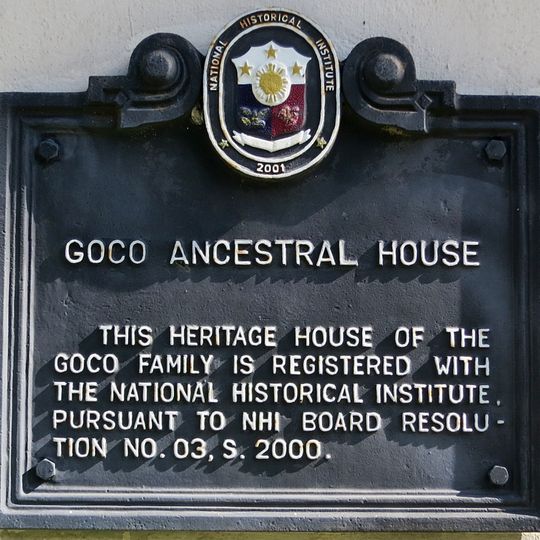 NATIONAL HISTORICAL INSTITUTE
2001
GOCO ANCESTRAL HOUSE
THIS HERITAGE HOUSE OF THE
GOCO FAMILY IS REGISTERED WITH
THE NATIONAL HISTORICAL INSTITUTE,
PURSUANT TO NHI BOARD RESOLU-
TION NO. 03, S. 2000.